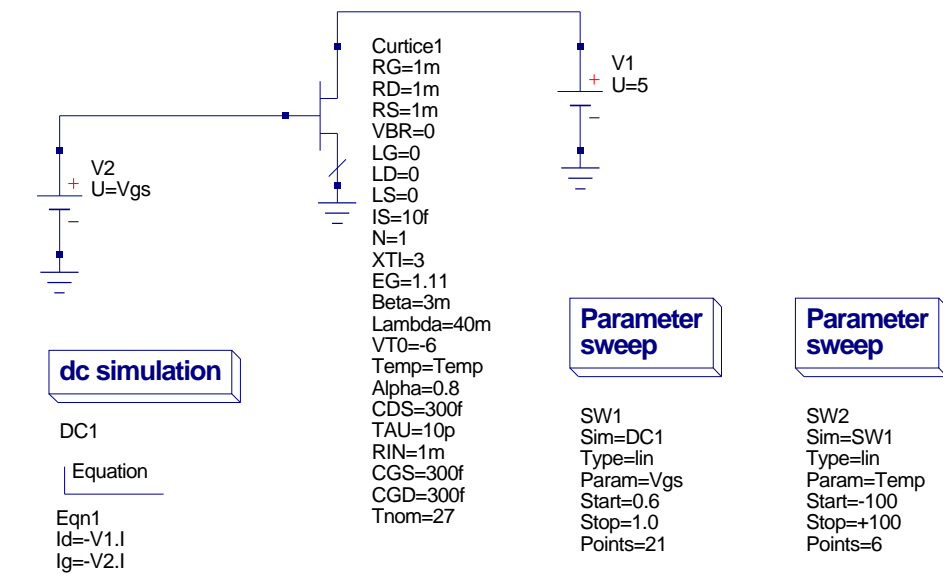 Curtice1
RG=1m
RD=1m
RS=1m
VBR=0
LG=0
LD=0
LS=0
IS=10f
N=1
XTI=3
EG=1.11
Beta=3m
Lambda=40m
VT0=-6
Temp=Temp
Alpha=0.8
CDS=300f
TAU=10p
RIN=1m
CGS=300f
CGD=300f
Tnom=27
V1
U=5
V2
U=Vgs
dc simulation
DC1
Equation
Eqn1
Id=-V1.I
Ig=-V2.I
Parameter
sweep
SW1
Sim=DC1
Type=lin
Param=Vgs
Start=0.6
Stop=1.0
Points=21
Parameter
sweep
SW2
Sim=SW1
Type=lin
Param=Temp
Start=-100
Stop=+100
Points=6